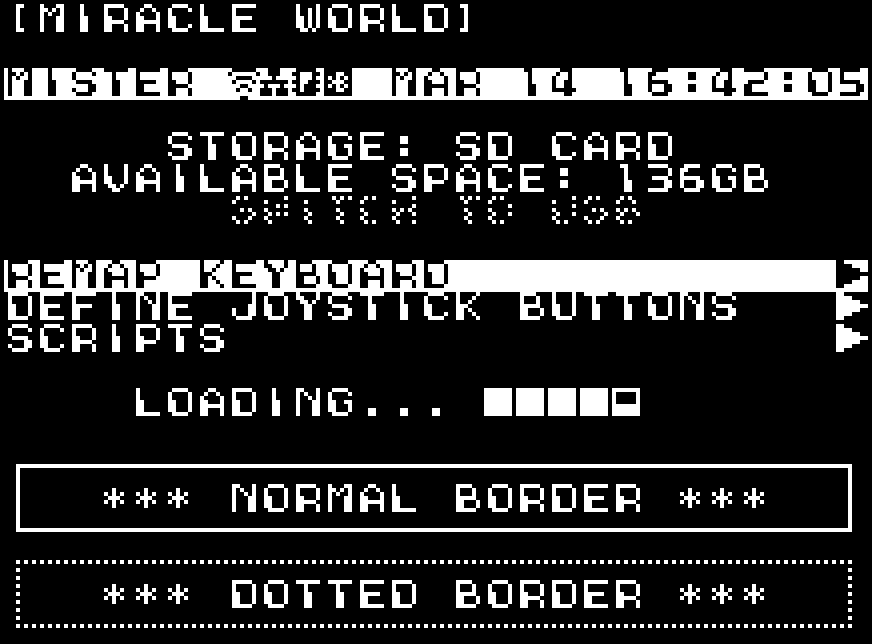 [MIRACLE WORLD]
MISTER MAR 14 16:42:05
STORAGE: SD CARD
AVAILABLE SPACE: 136GB
SWITCH TO USB
REMAP KEYBOARD
DEFINE JOYSTICK BUTTONS
SCRIPTS
LOADING...
*** NORMAL BORDER ***
*** DOTTED BORDER ***